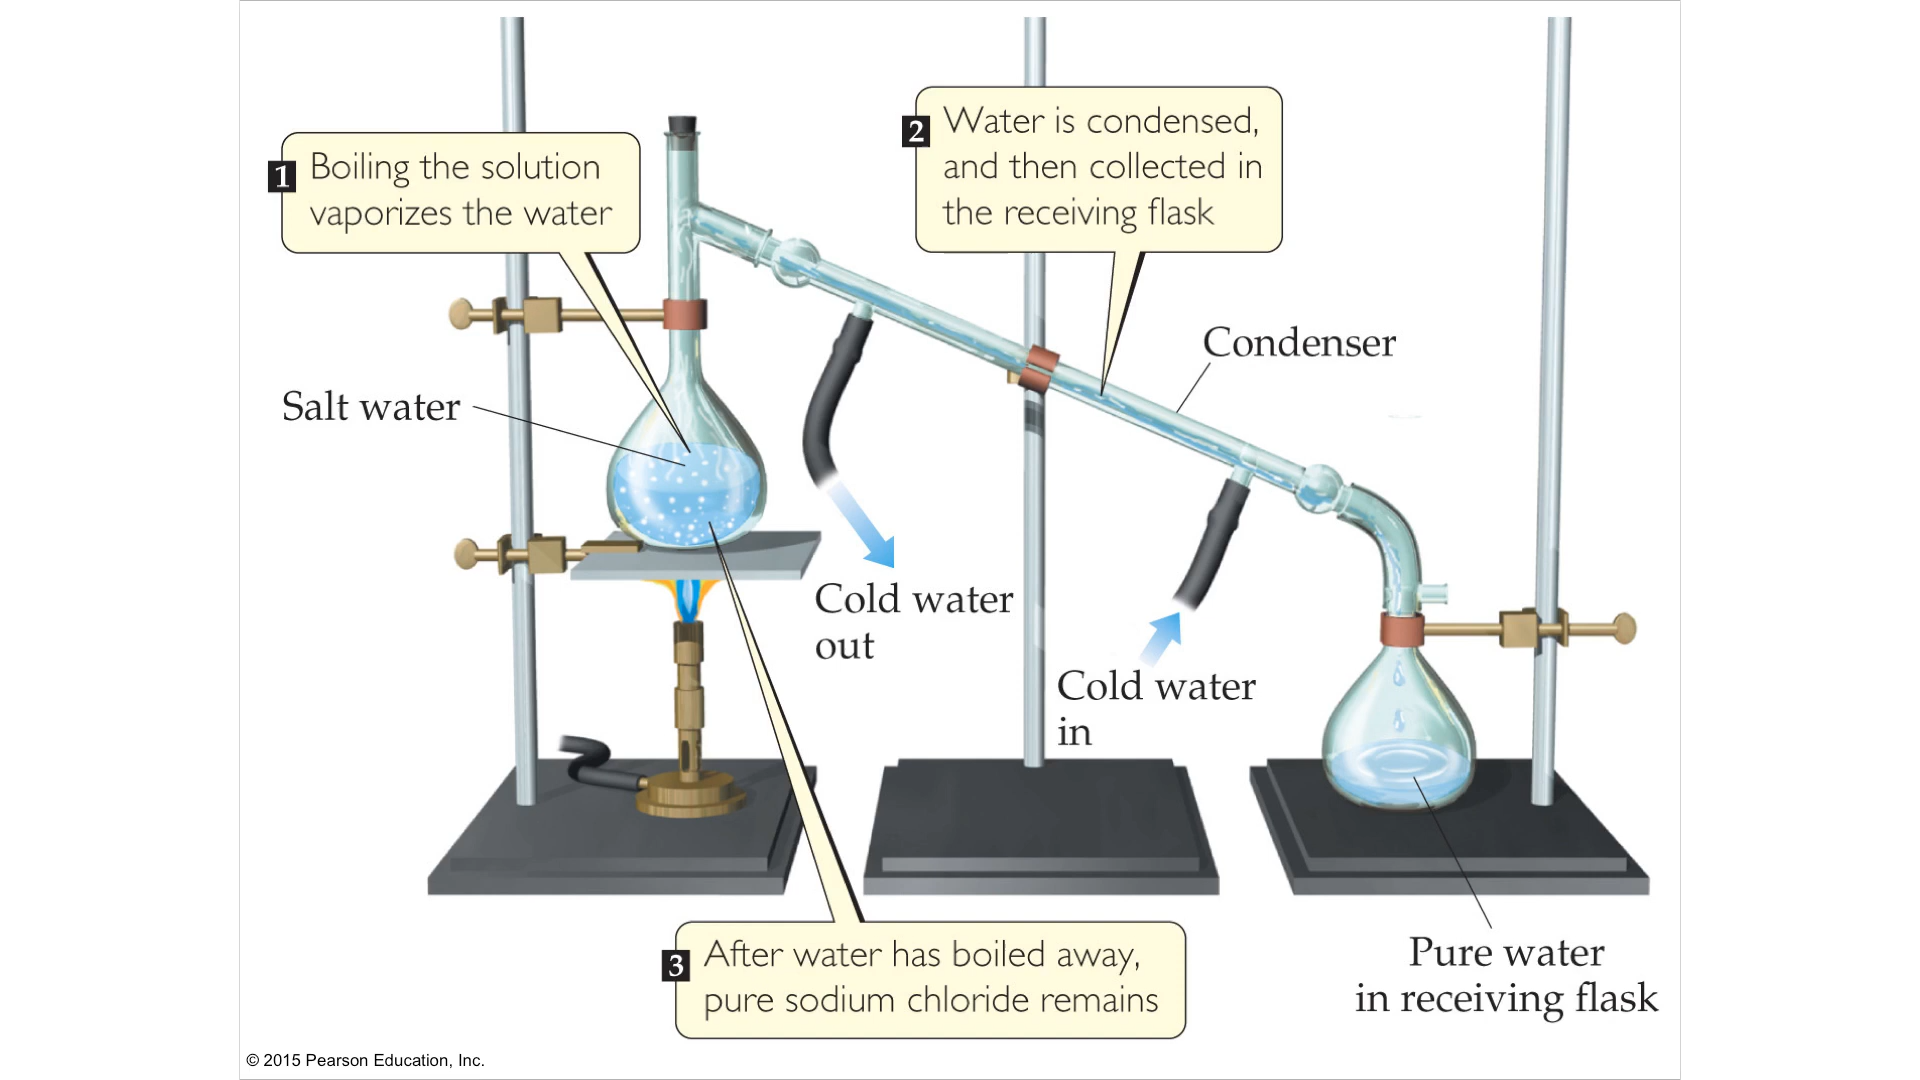 1 Boiling the solution
vaporizes the water
2 Water is condensed,
and then collected in
the receiving flask
Condenser
Salt water
Cold water
out
Cold water
in
3 After water has boiled away,
pure sodium chloride remains
Pure water
in receiving flask
© 2015 Pearson Education, Inc.